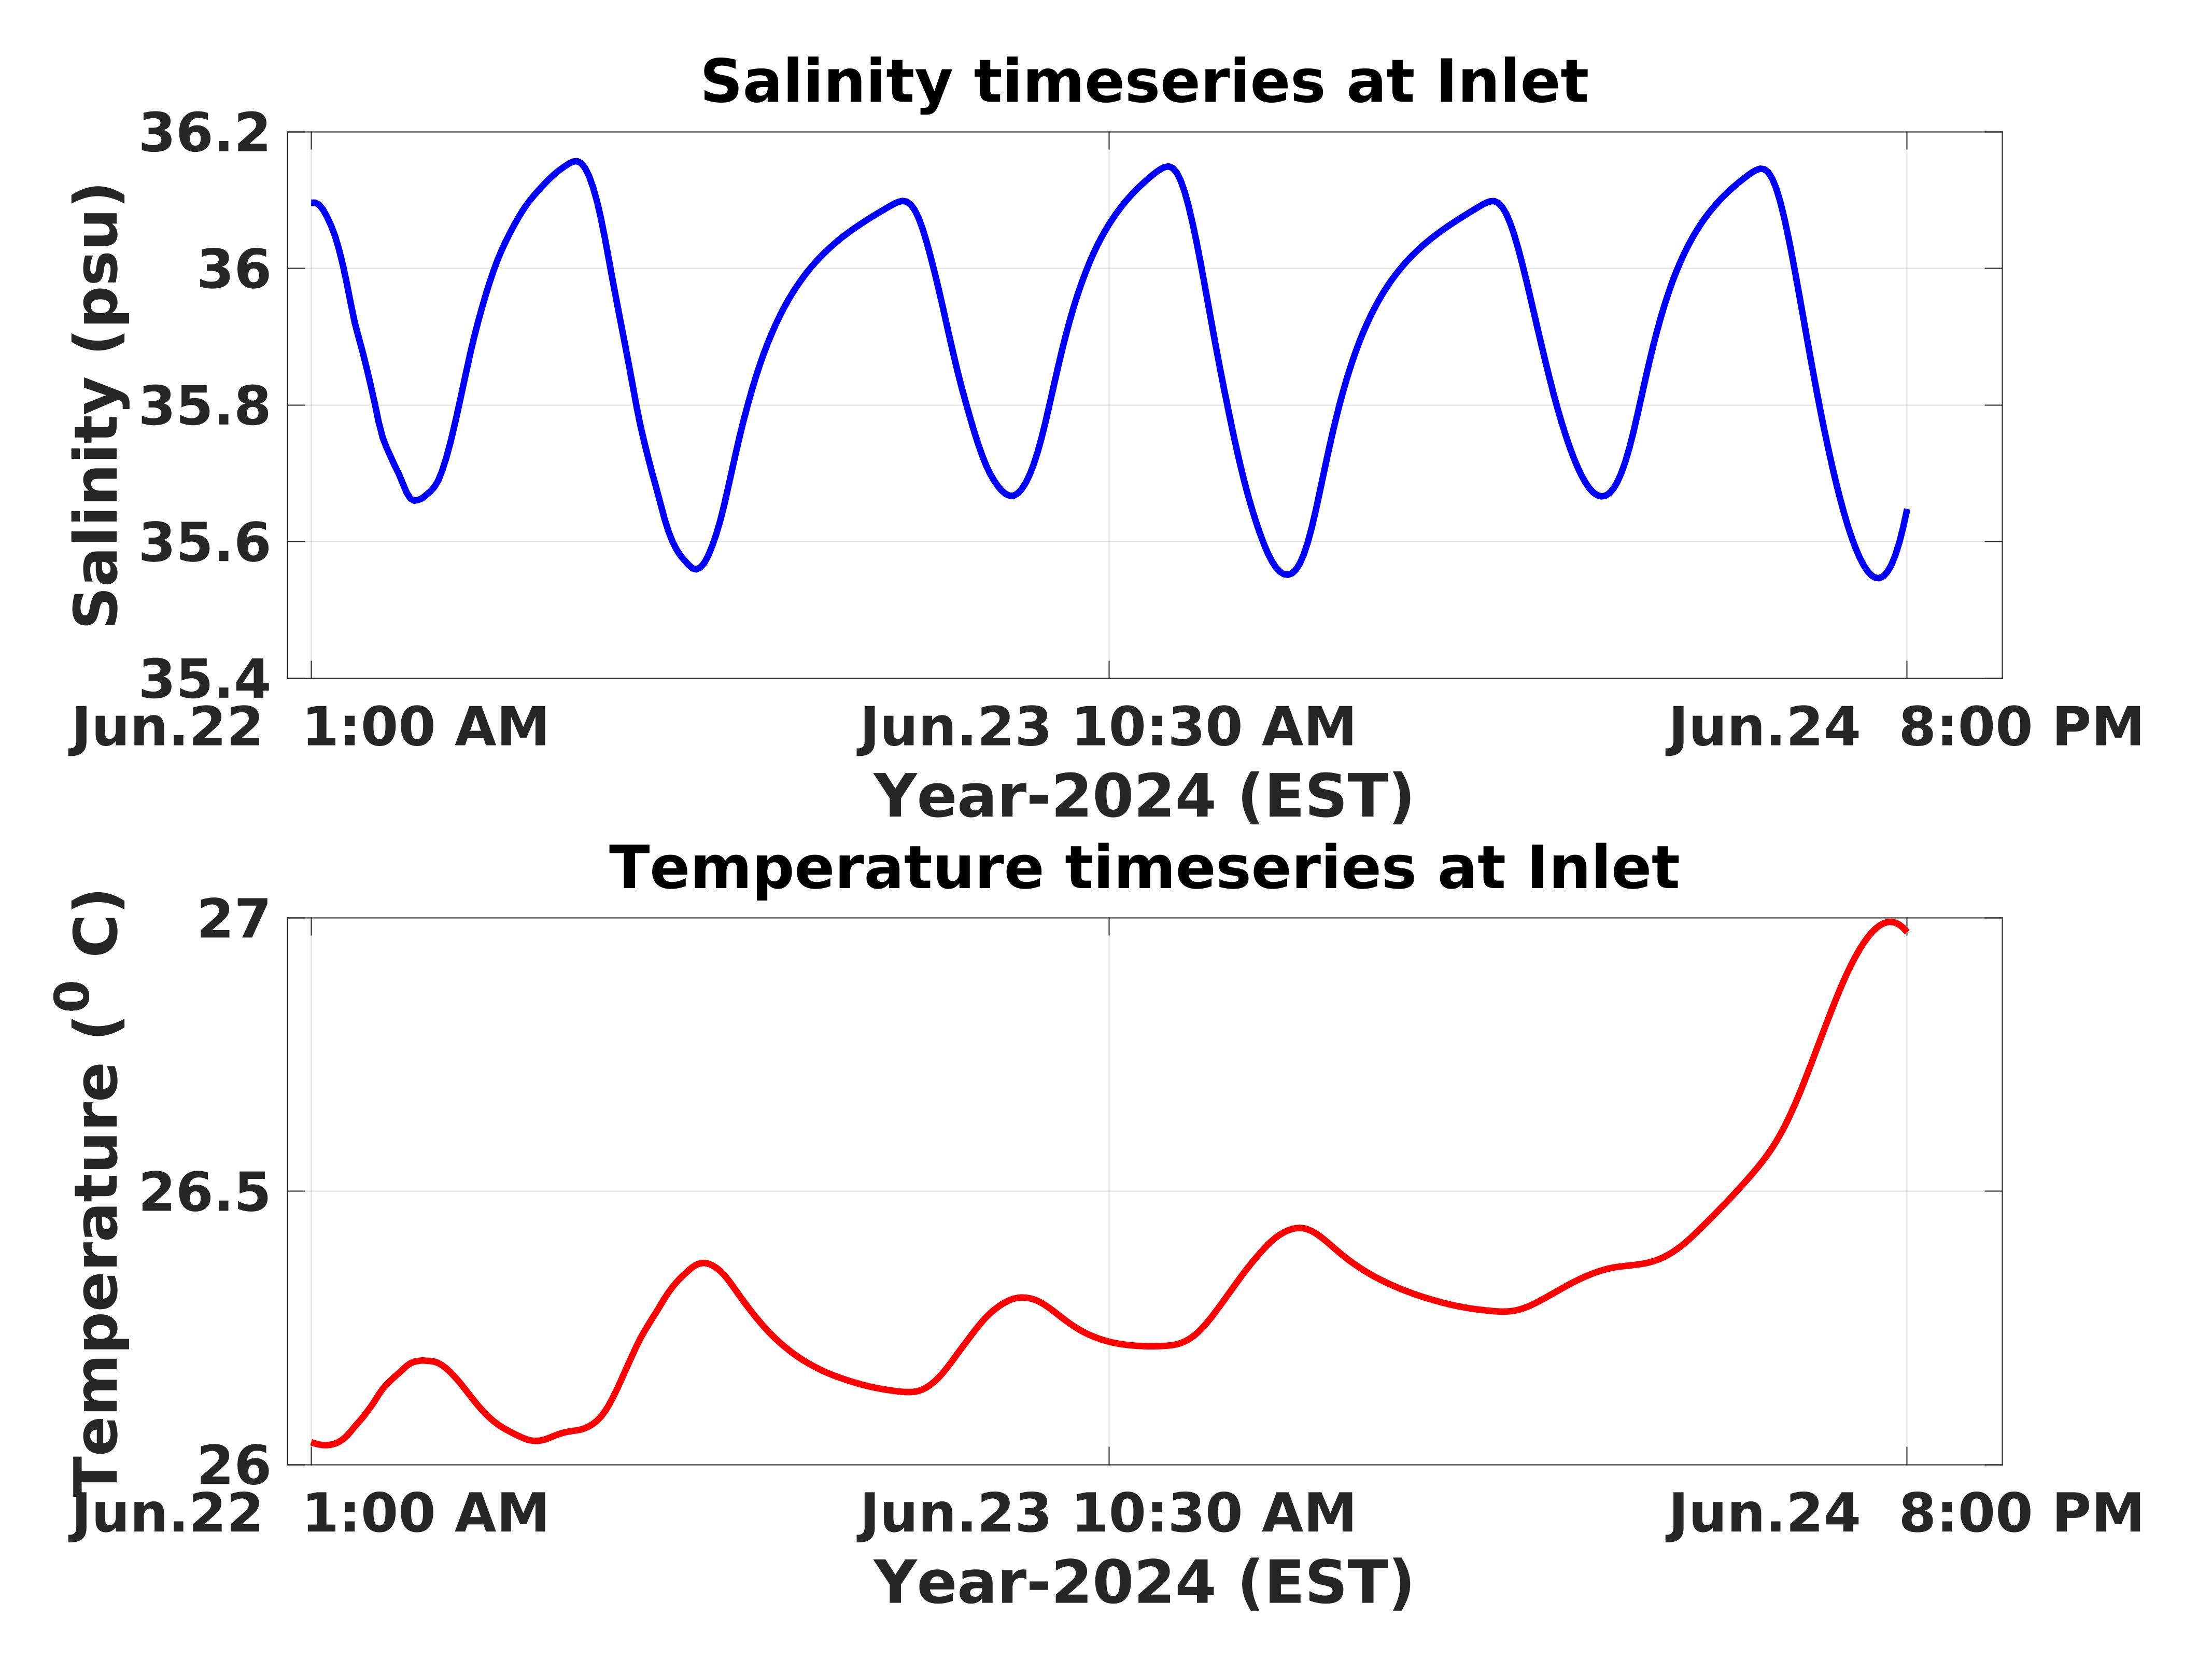 Salinity timeseries at Inlet
Salinity (psu)
36.2
36
35.8
35.6
35.4
Jun.22  1:00 AM
Jun.23 10:30 AM
Jun.24  8:00 PM
Year-2024 (EST)
Temperature timeseries at Inlet
Temperature (⁰ C)
27
26.5
26
Jun.22  1:00 AM
Jun.23 10:30 AM
Jun.24  8:00 PM
Year-2024 (EST)